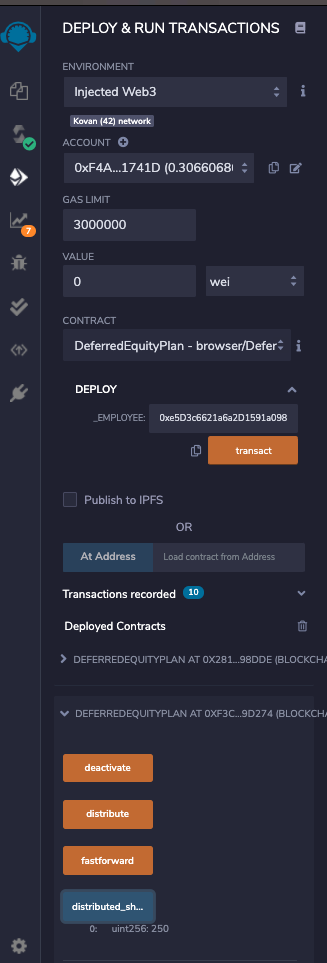 DEPLOY & RUN TRANSACTIONS
ENVIRONMENT
Injected Web3
Kovan (42) network
ACCOUNT
0xF4A...1741D (0.3066068(
GAS LIMIT
3000000
VALUE
0
wei
CONTRACT
DeferredEquityPlan - browser/Defer
7
DEPLOY
_EMPLOYEE:
0xe5D3c6621a6a2D1591a098
transact
Publish to IPFS
OR
At Address
Load contract from Address
Transactions recorded
10
Deployed Contracts
DEFERREDEQUITYPLAN AT 0X281...98DDE (BLOCKCHA
DEFERREDEQUITYPLAN AT 0XF3C...9D274 (BLOCKCHA
deactivate
distribute
fastforward
distributed_sh...
0: uint256: 250